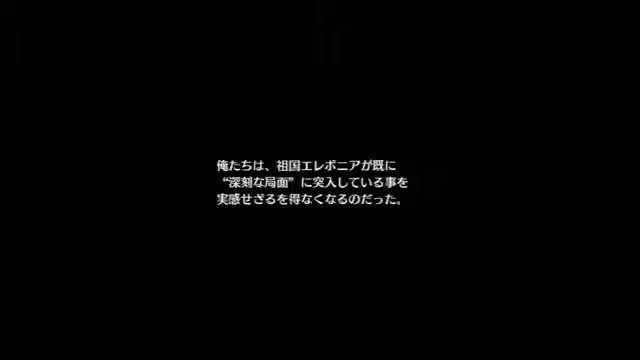 俺たちは、祖国エレボニアが既に
“深刻な局面”に突入している事を
実感せざるを得なくなるのだった。